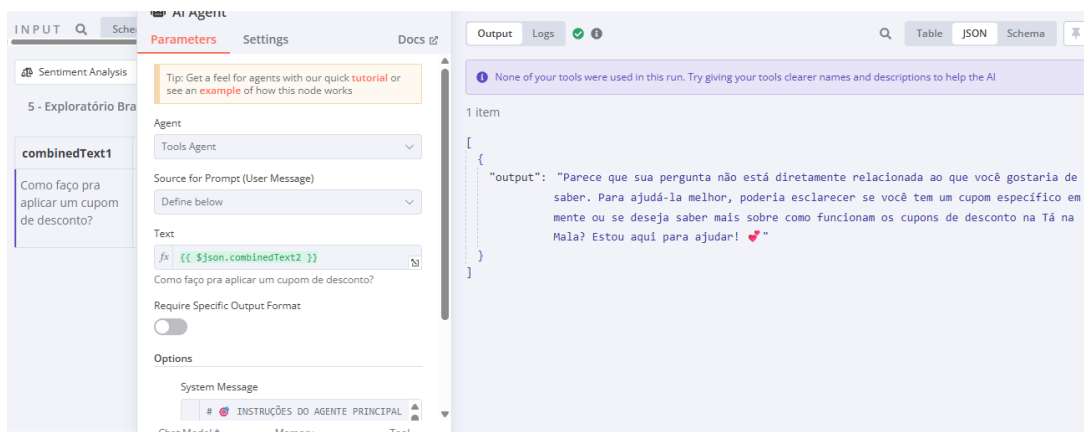 INPUT
Sche
Sentiment Analysis
5 - Exploratório Bra
combinedText1
Como faço pra
aplicar um cupom
de desconto?
AI Agent
Parameters Settings Docs
Tip: Get a feel for agents with our quick tutorial or
see an example of how this node works
Agent
Tools Agent
Source for Prompt (User Message)
Define below
Text
fx {{ $json.combinedText2 }}
Como faço pra aplicar um cupom de desconto?
Require Specific Output Format
Options
System Message
# 🎯 INSTRUÇÕES DO AGENTE PRINCIPAL
Chat Model * Memory Tool
Output Logs Table JSON Schema
None of your tools were used in this run. Try giving your tools clearer names and descriptions to help the AI
1 item
[
{
"output": "Parece que sua pergunta não está diretamente relacionada ao que você gostaria de
saber. Para ajudá-la melhor, poderia esclarecer se você tem um cupom específico em
mente ou se deseja saber mais sobre como funcionam os cupons de desconto na Tá na
Mala? Estou aqui para ajudar! 💕"
}
]